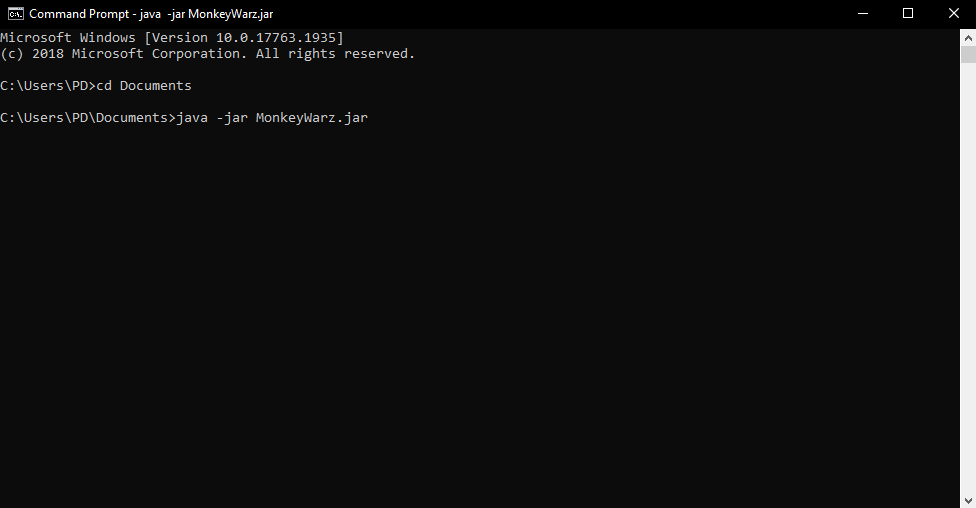 Command Prompt - java  -jar MonkeyWarz.jar
Microsoft Windows [Version 10.0.17763.1935]
(c) 2018 Microsoft Corporation. All rights reserved.
C:\Users\PD>cd Documents
C:\Users\PD\Documents>java -jar MonkeyWarz.jar